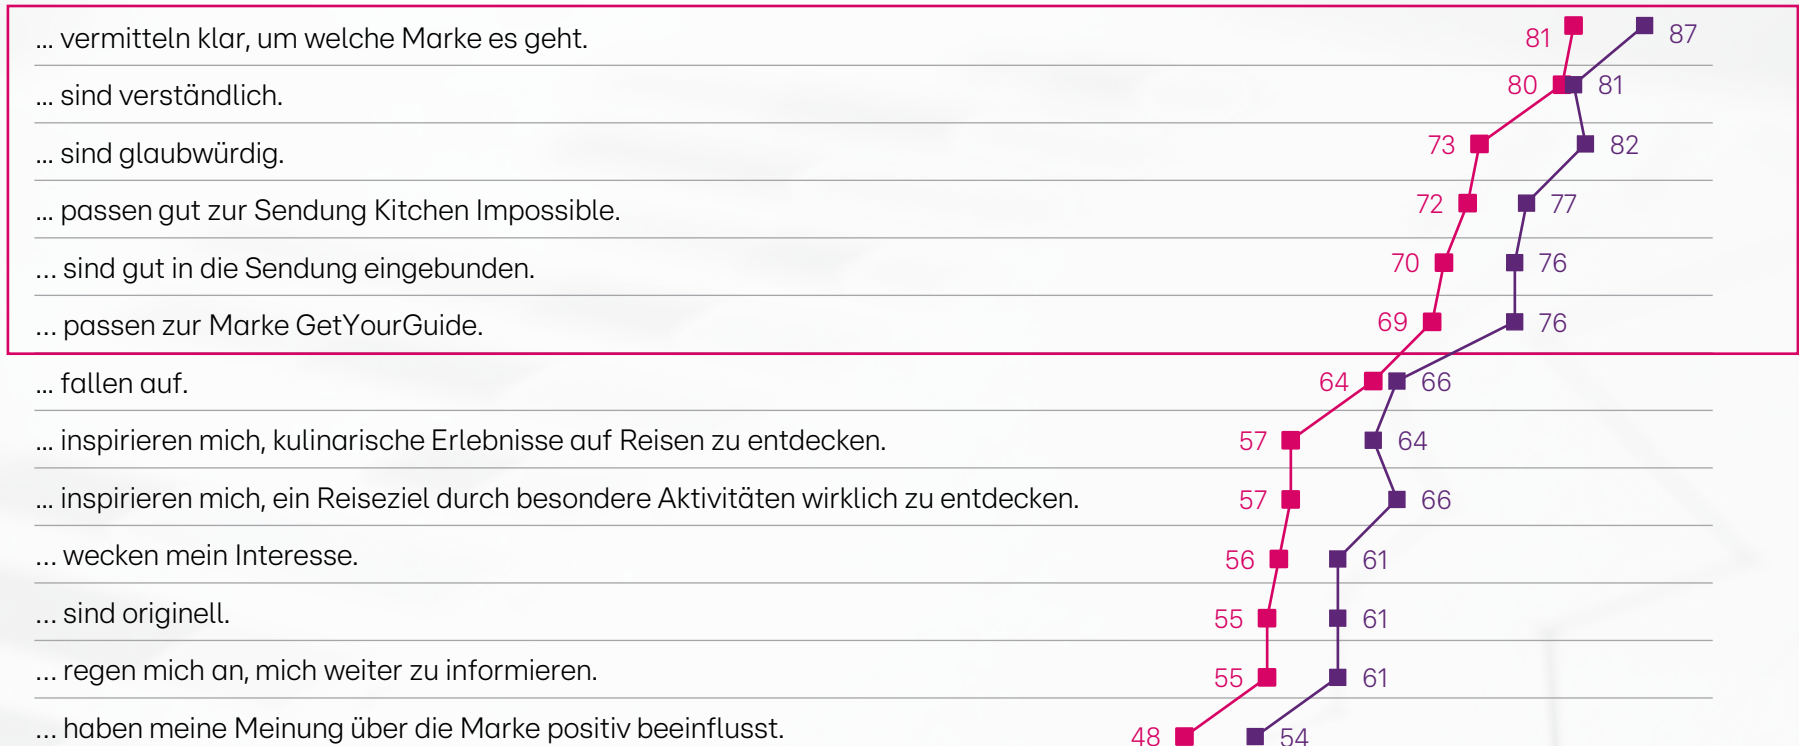 ... vermitteln klar, um welche Marke es geht. 81 87
... sind verständlich. 80 81
... sind glaubwürdig. 73 82
... passen gut zur Sendung Kitchen Impossible. 72 77
... sind gut in die Sendung eingebunden. 70 76
... passen zur Marke GetYourGuide. 69 76
... fallen auf. 64 66
... inspirieren mich, kulinarische Erlebnisse auf Reisen zu entdecken. 57 64
... inspirieren mich, ein Reiseziel durch besondere Aktivitäten wirklich zu entdecken. 57 66
... wecken mein Interesse. 56 61
... sind originell. 55 61
... regen mich an, mich weiter zu informieren. 55 61
... haben meine Meinung über die Marke positiv beeinflusst. 48 54